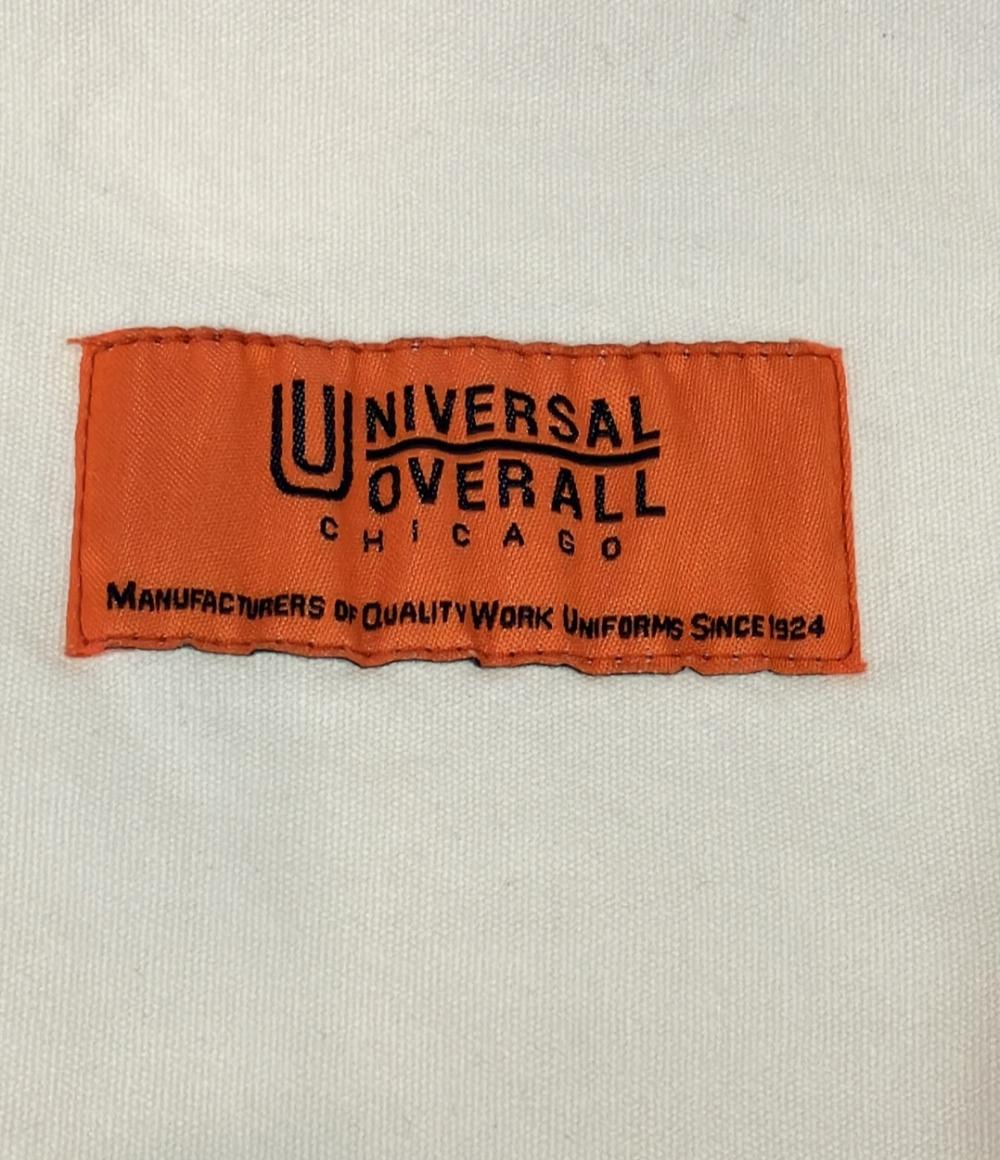 UNIVERSAL
OVERALL
CHICAGO
MANUFACTURERS OF QUALITY WORK UNIFORMS SINCE 1924